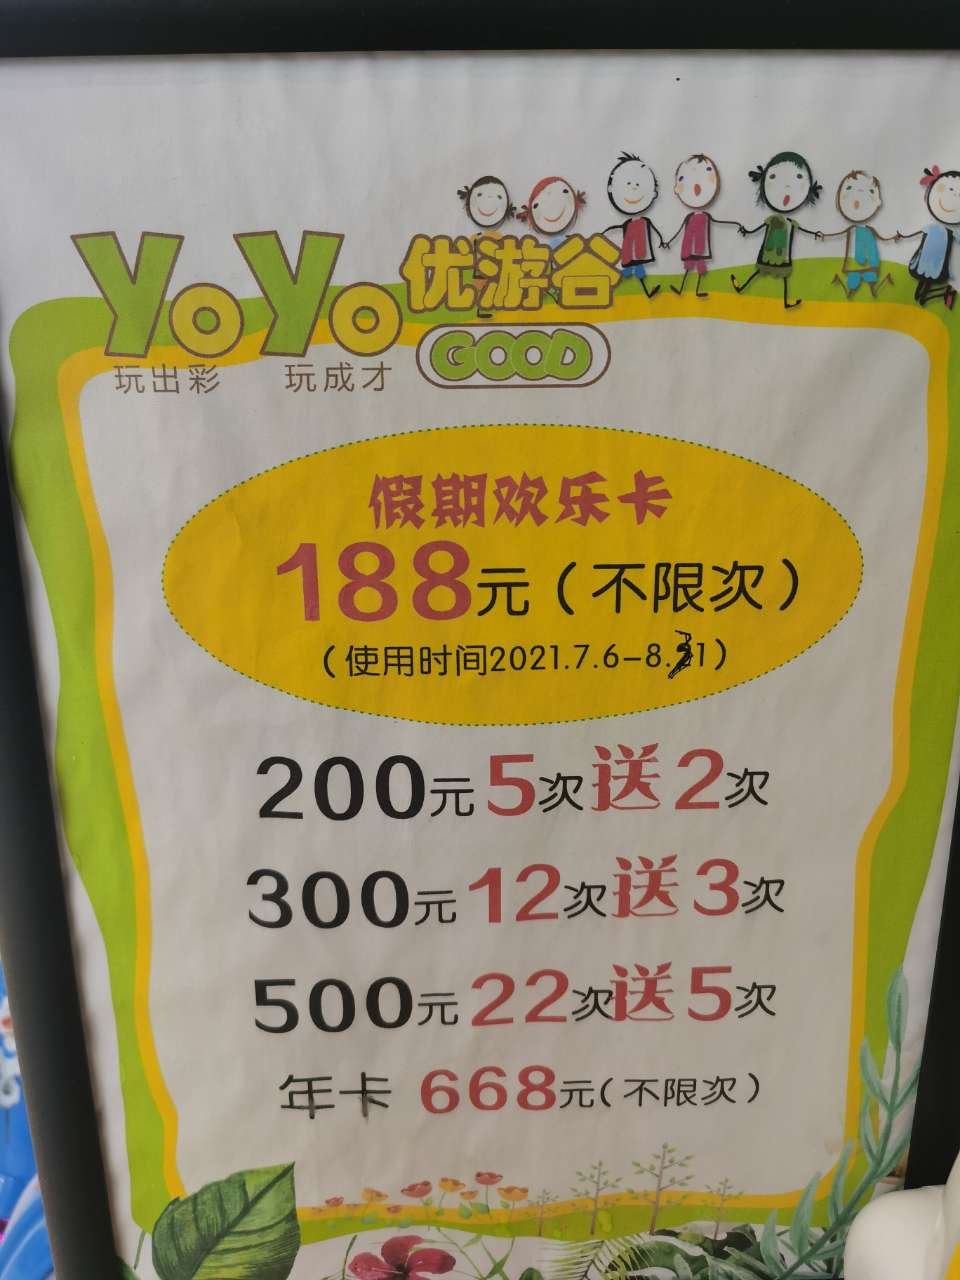 YOYO 优游谷
GOOD
玩出彩 玩成才
假期欢乐卡
188元（不限次）
（使用时间2021.7.6-8.31）
200元5次送2次
300元12次送3次
500元22次送5次
年卡 668元（不限次）